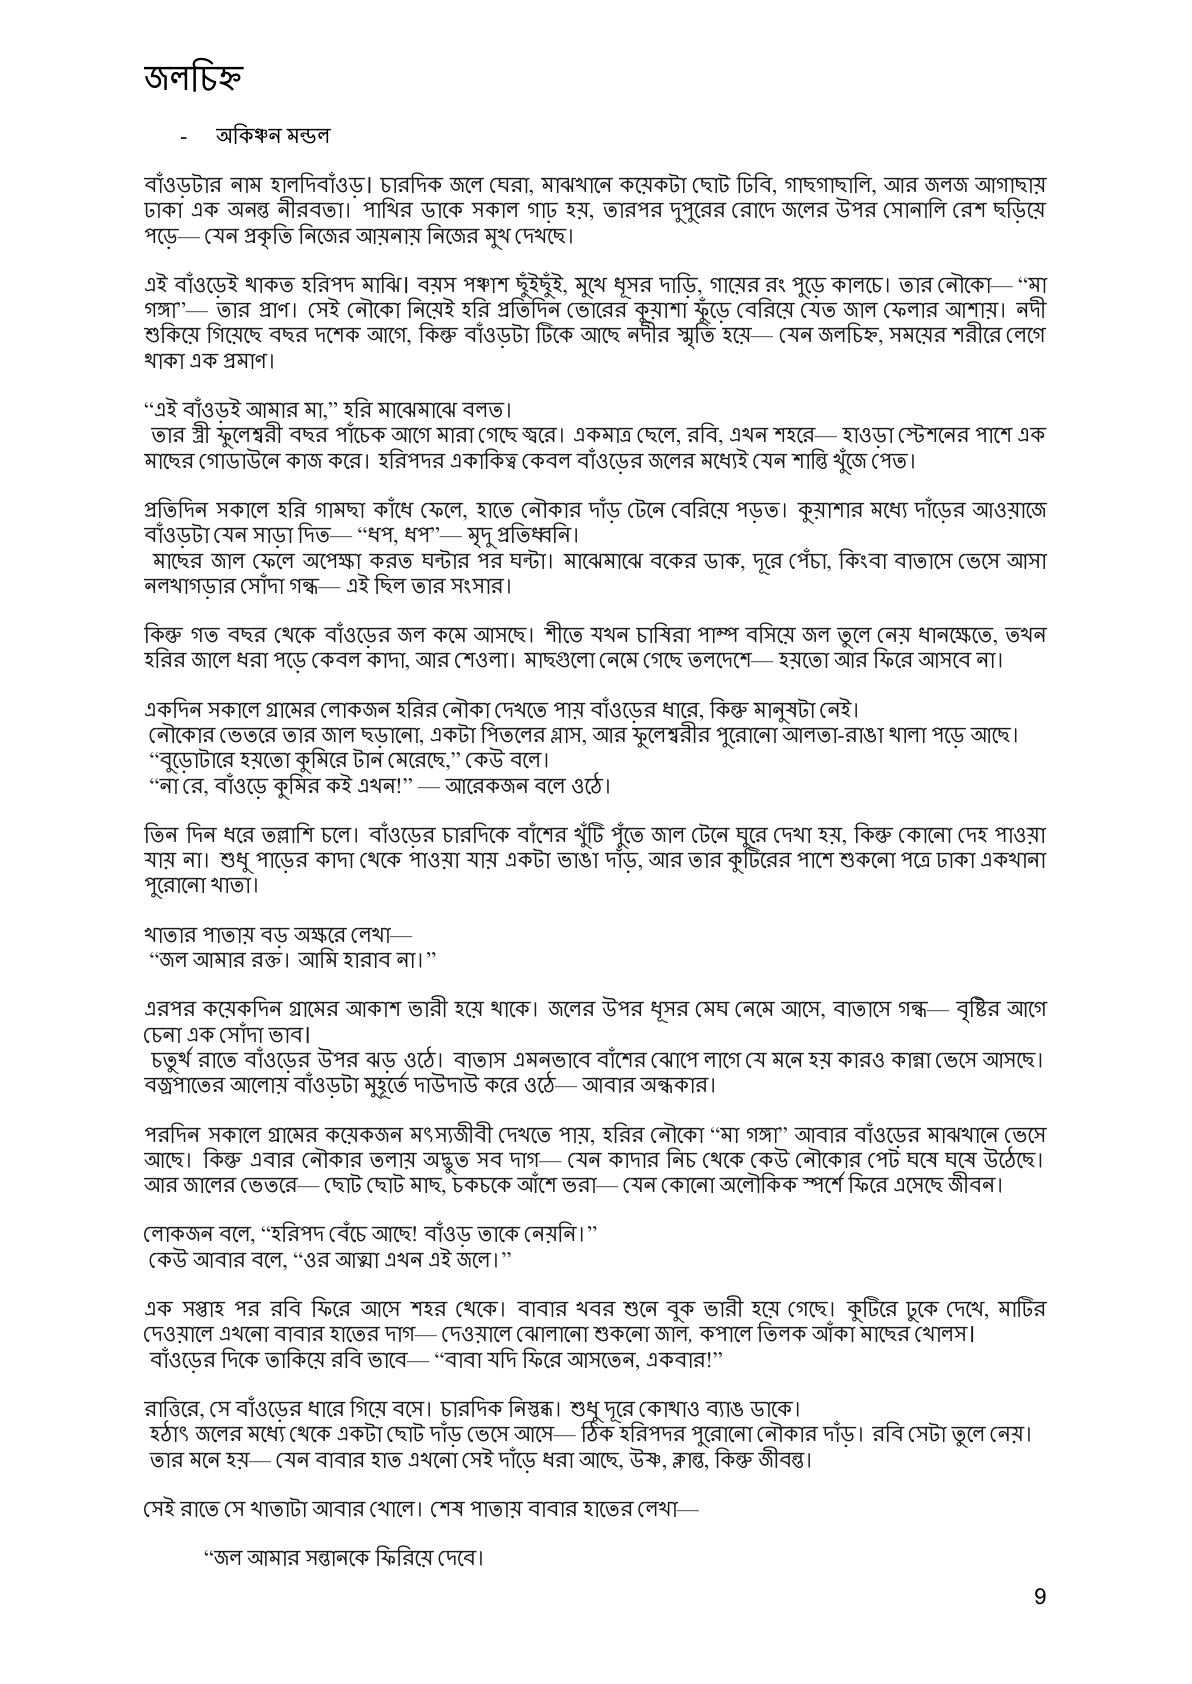 জলচিহ্ন
- অকিঞ্চন মন্ডল
বাঁওড়টার নাম হালদিবাঁওড়। চারদিক জলে ঘেরা, মাঝখানে কয়েকটা ছোট ঢিবি, গাছগাছালি, আর জলজ আগাছায়
ঢাকা এক অনন্ত নীরবতা। পাখির ডাকে সকাল গাঢ় হয়, তারপর দুপুরের রোদে জলের উপর সোনালি রেশ ছড়িয়ে
পড়ে— যেন প্রকৃতি নিজের আয়নায় নিজের মুখ দেখছে।
এই বাঁওড়েই থাকত হরিপদ মাঝি। বয়স পঞ্চাশ ছুঁইছুঁই, মুখে ধূসর দাড়ি, গায়ের রং পুড়ে কালচে। তার নৌকো— “মা
গঙ্গা”— তার প্রাণ। সেই নৌকো নিয়েই হরি প্রতিদিন ভোরের কুয়াশা ফুঁড়ে বেরিয়ে যেত জাল ফেলার আশায়। নদী
শুকিয়ে গিয়েছে বছর দশেক আগে, কিন্তু বাঁওড়টা টিকে আছে নদীর স্মৃতি হয়ে— যেন জলচিহ্ন, সময়ের শরীরে লেগে
থাকা এক প্রমাণ।
“এই বাঁওড়ই আমার মা,” হরি মাঝেমাঝে বলত।
তার স্ত্রী ফুলেশ্বরী বছর পাঁচেক আগে মারা গেছে জ্বরে। একমাত্র ছেলে, রবি, এখন শহরে— হাওড়া স্টেশনের পাশে এক
মাছের গোডাউনে কাজ করে। হরিপদর একাকিত্ব কেবল বাঁওড়ের জলের মধ্যেই যেন শান্তি খুঁজে পেত।
প্রতিদিন সকালে হরি গামছা কাঁধে ফেলে, হাতে নৌকার দাঁড় টেনে বেরিয়ে পড়ত। কুয়াশার মধ্যে দাঁড়ের আওয়াজে
বাঁওড়টা যেন সাড়া দিত— “ধপ, ধপ”— মৃদু প্রতিধ্বনি।
মাছের জাল ফেলে অপেক্ষা করত ঘন্টার পর ঘন্টা। মাঝেমাঝে বকের ডাক, দূরে পেঁচা, কিংবা বাতাসে ভেসে আসা
নলখাগড়ার সোঁদা গন্ধ— এই ছিল তার সংসার।
কিন্তু গত বছর থেকে বাঁওড়ের জল কমে আসছে। শীতে যখন চাষিরা পাম্প বসিয়ে জল তুলে নেয় ধানক্ষেতে, তখন
হরির জালে ধরা পড়ে কেবল কাদা, আর শেওলা। মাছগুলো নেমে গেছে তলদেশে— হয়তো আর ফিরে আসবে না।
একদিন সকালে গ্রামের লোকজন হরির নৌকা দেখতে পায় বাঁওড়ের ধারে, কিন্তু মানুষটা নেই।
নৌকোর ভেতরে তার জাল ছড়ানো, একটা পিতলের গ্লাস, আর ফুলেশ্বরীর পুরোনো আলতা-রাঙা থালা পড়ে আছে।
“বুড়োটারে হয়তো কুমিরে টান মেরেছে,” কেউ বলে।
“না রে, বাঁওড়ে কুমির কই এখন!” — আরেকজন বলে ওঠে।
তিন দিন ধরে তল্লাশি চলে। বাঁওড়ের চারদিকে বাঁশের খুঁটি পুঁতে জাল টেনে ঘুরে দেখা হয়, কিন্তু কোনো দেহ পাওয়া
যায় না। শুধু পাড়ের কাদা থেকে পাওয়া যায় একটা ভাঙা দাঁড়, আর তার কুটিরের পাশে শুকনো পত্রে ঢাকা একখানা
পুরোনো খাতা।
খাতার পাতায় বড় অক্ষরে লেখা—
“জল আমার রক্ত। আমি হারাব না।”
এরপর কয়েকদিন গ্রামের আকাশ ভারী হয়ে থাকে। জলের উপর ধূসর মেঘ নেমে আসে, বাতাসে গন্ধ— বৃষ্টির আগে
চেনা এক সোঁদা ভাব।
চতুর্থ রাতে বাঁওড়ের উপর ঝড় ওঠে। বাতাস এমনভাবে বাঁশের ঝোপে লাগে যে মনে হয় কারও কান্না ভেসে আসছে।
বজ্রপাতের আলোয় বাঁওড়টা মুহূর্তে দাউদাউ করে ওঠে— আবার অন্ধকার।
পরদিন সকালে গ্রামের কয়েকজন মৎস্যজীবী দেখতে পায়, হরির নৌকো “মা গঙ্গা” আবার বাঁওড়ের মাঝখানে ভেসে
আছে। কিন্তু এবার নৌকার তলায় অদ্ভুত সব দাগ— যেন কাদার নিচ থেকে কেউ নৌকোর পেট ঘষে ঘষে উঠেছে।
আর জালের ভেতরে— ছোট ছোট মাছ, চকচকে আঁশে ভরা— যেন কোনো অলৌকিক স্পর্শে ফিরে এসেছে জীবন।
লোকজন বলে, “হরিপদ বেঁচে আছে! বাঁওড় তাকে নেয়নি।”
কেউ আবার বলে, “ওর আত্মা এখন এই জলে।”
এক সপ্তাহ পর রবি ফিরে আসে শহর থেকে। বাবার খবর শুনে বুক ভারী হয়ে গেছে। কুটিরে ঢুকে দেখে, মাটির
দেওয়ালে এখনো বাবার হাতের দাগ— দেওয়ালে ঝোলানো শুকনো জাল, কপালে তিলক আঁকা মাছের খোলস।
বাঁওড়ের দিকে তাকিয়ে রবি ভাবে— “বাবা যদি ফিরে আসতেন, একবার!”
রাত্তিরে, সে বাঁওড়ের ধারে গিয়ে বসে। চারদিক নিস্তব্ধ। শুধু দূরে কোথাও ব্যাঙ ডাকে।
হঠাৎ জলের মধ্যে থেকে একটা ছোট দাঁড় ভেসে আসে— ঠিক হরিপদর পুরোনো নৌকার দাঁড়। রবি সেটা তুলে নেয়।
তার মনে হয়— যেন বাবার হাত এখনো সেই দাঁড়ে ধরা আছে, উষ্ণ, ক্লান্ত, কিন্তু জীবন্ত।
সেই রাতে সে খাতাটা আবার খোলে। শেষ পাতায় বাবার হাতের লেখা—
“জল আমার সন্তানকে ফিরিয়ে দেবে।
9